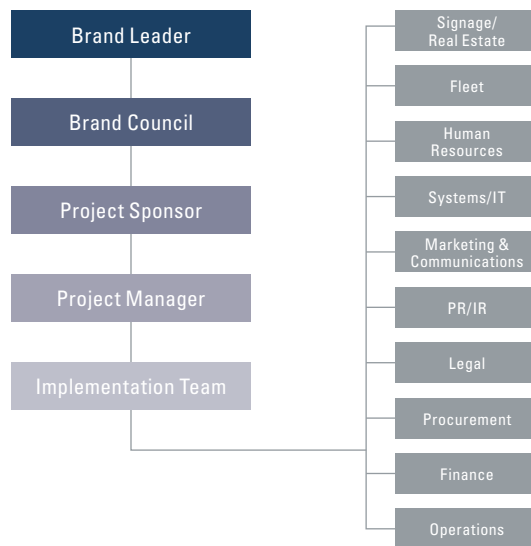 Brand Leader
Brand Council
Project Sponsor
Project Manager
Implementation Team
Signage/
Real Estate
Fleet
Human
Resources
Systems/IT
Marketing &
Communications
PR/IR
Legal
Procurement
Finance
Operations